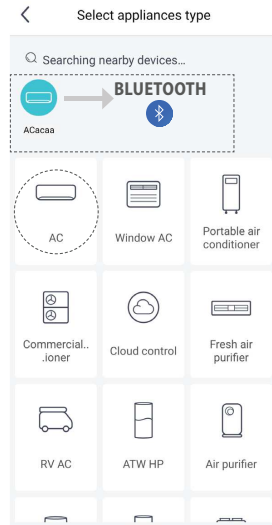 Select appliances type
Searching nearby devices...
BLUETOOTH
ACacaa
AC
Window AC
Portable air
conditioner
Commercial..
.ioner
Cloud control
Fresh air
purifier
RV AC
ATW HP
Air purifier